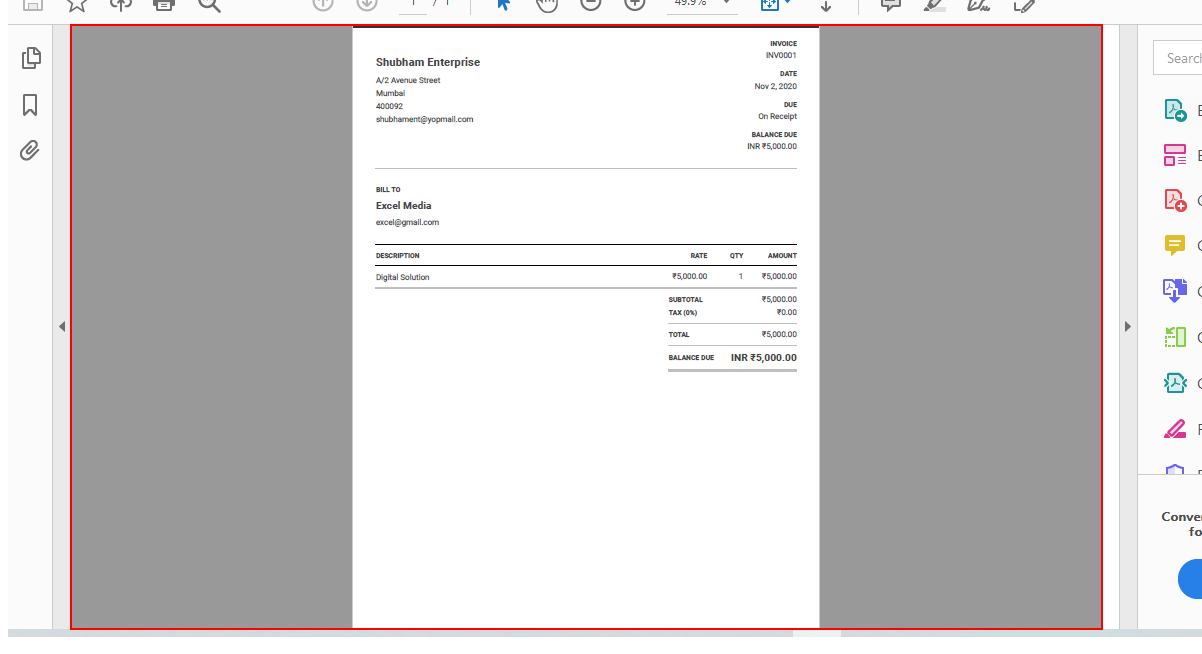 1 / 1
49.9%
Shubham Enterprise
A/2 Avenue Street
Mumbai
400092
shubhament@yopmail.com
INVOICE
INV0001
DATE
Nov 2, 2020
DUE
On Receipt
BALANCE DUE
INR ₹5,000.00
BILL TO
Excel Media
excel@gmail.com
DESCRIPTION RATE QTY AMOUNT
Digital Solution ₹5,000.00 1 ₹5,000.00
SUBTOTAL ₹5,000.00
TAX (0%) ₹0.00
TOTAL ₹5,000.00
BALANCE DUE INR ₹5,000.00
Search